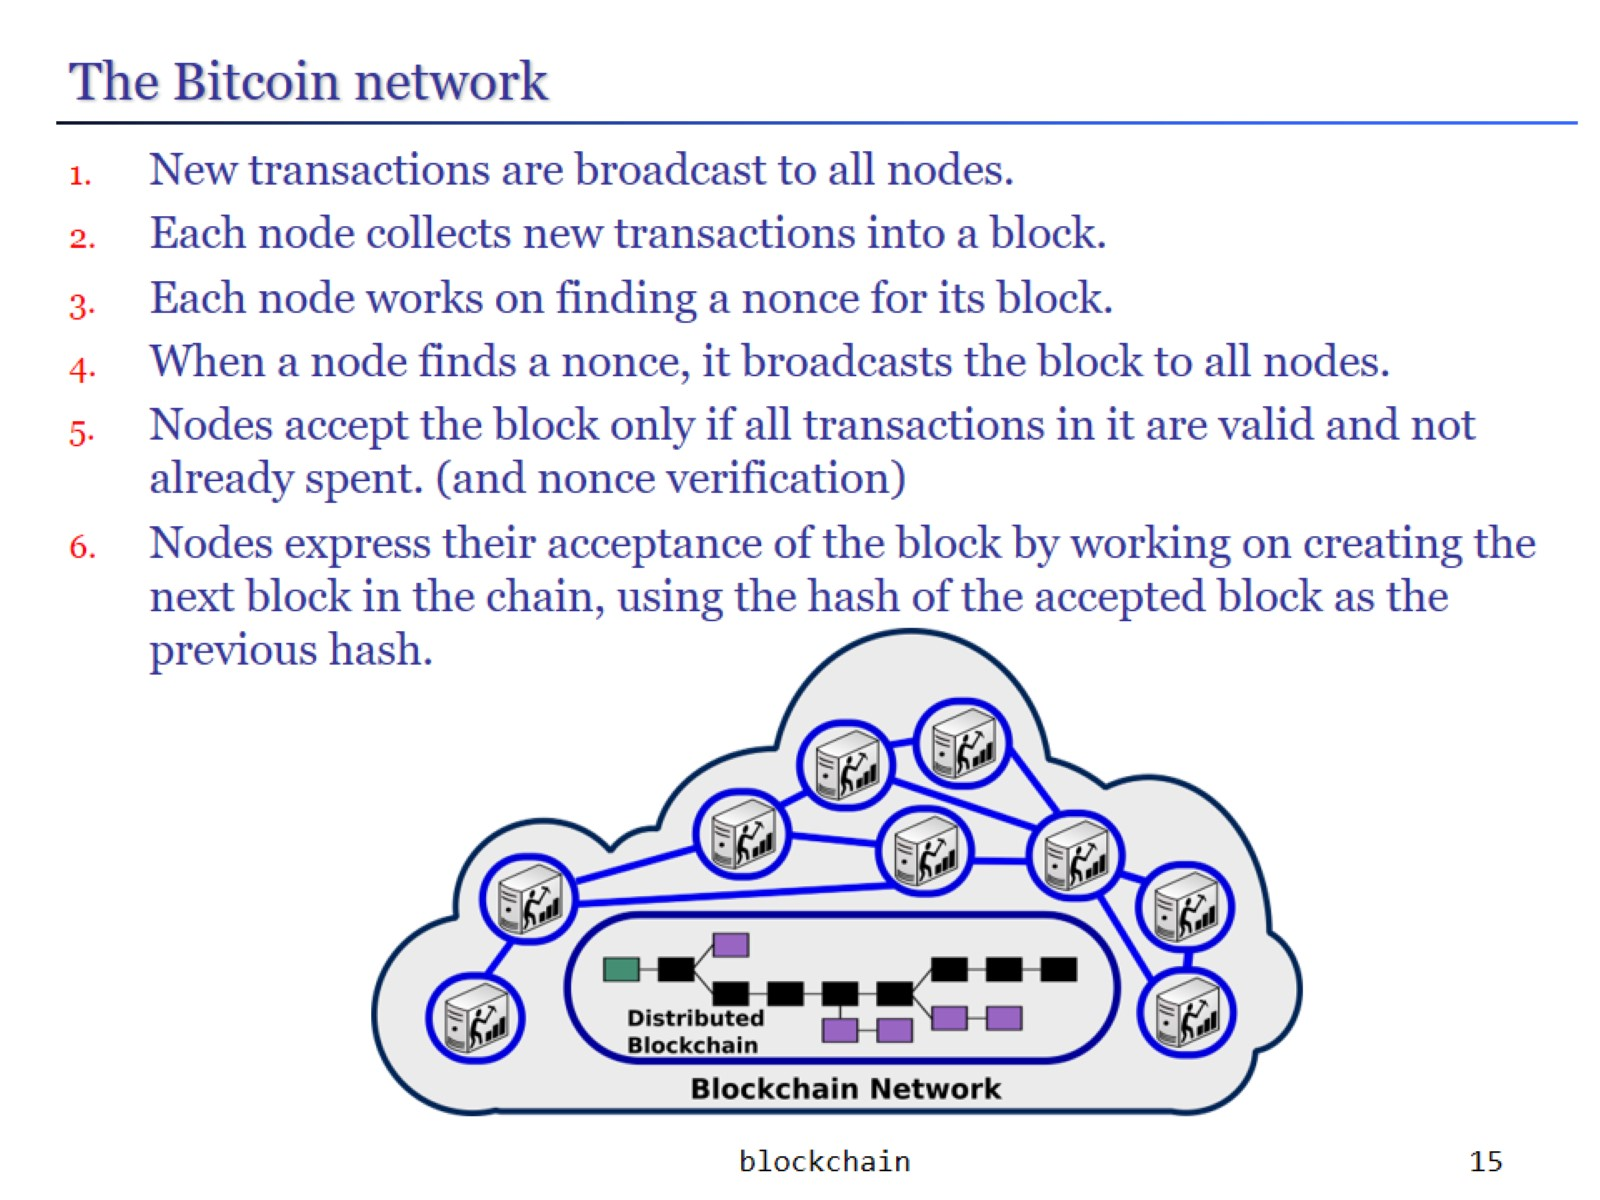 The Bitcoin network
1. New transactions are broadcast to all nodes.
2. Each node collects new transactions into a block.
3. Each node works on finding a nonce for its block.
4. When a node finds a nonce, it broadcasts the block to all nodes.
5. Nodes accept the block only if all transactions in it are valid and not
already spent. (and nonce verification)
6. Nodes express their acceptance of the block by working on creating the
next block in the chain, using the hash of the accepted block as the
previous hash.
Distributed
Blockchain
Blockchain Network
blockchain
15